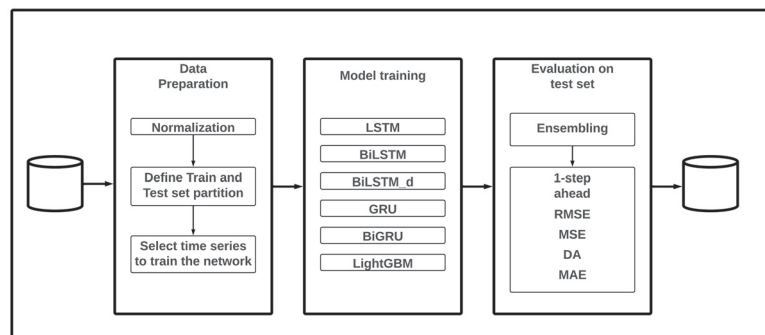 Data
Preparation
Normalization
Define Train and
Test set partition
Select time series
to train the network
Model training
LSTM
BiLSTM
BiLSTM_d
GRU
BiGRU
LightGBM
Evaluation on
test set
Ensembling
1-step
ahead
RMSE
MSE
DA
MAE